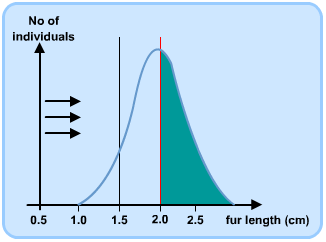 No of
individuals
0.5 1.0 1.5 2.0 2.5 fur length (cm)